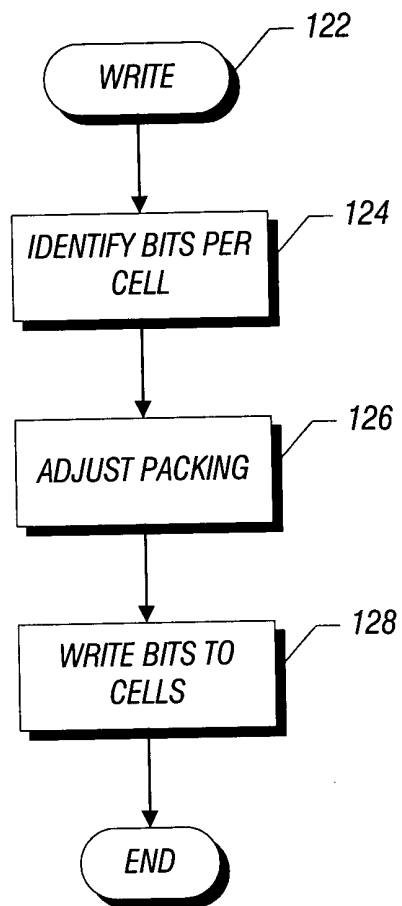 122
WRITE
124
IDENTIFY BITS PER
CELL
126
ADJUST PACKING
128
WRITE BITS TO
CELLS
END